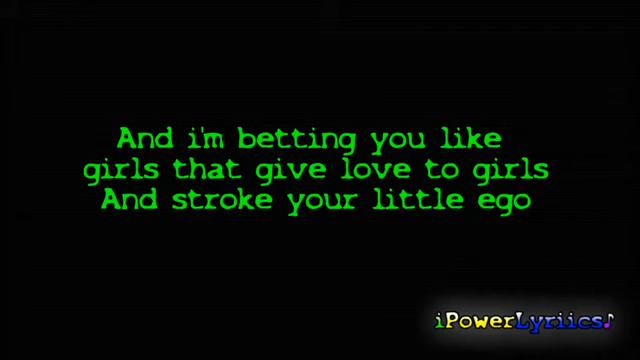 And i'm betting you like
girls that give love to girls
And stroke your little ego
iPowerLyriics♪